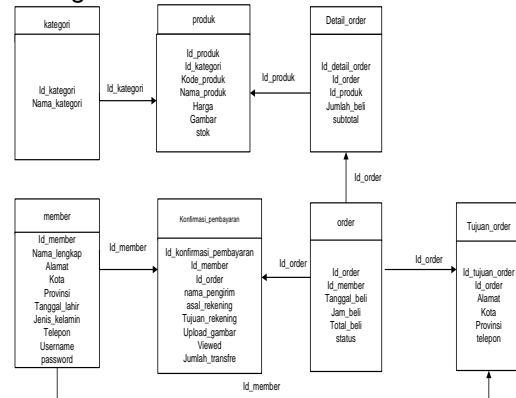 kategori
Id_kategori
Nama_kategori
Id_kategori
produk
Id_produk
Id_kategori
Kode_produk
Nama_produk
Harga
Gambar
stok
Id_produk
Detail_order
Id_detail_order
Id_order
Id_produk
Jumlah_beli
subtotal
Id_order
member
Id_member
Nama_lengkap
Alamat
Kota
Provinsi
Tanggal_lahir
Jenis_kelamin
Telepon
Username
password
Id_member
Konfirmasi_pembayaran
Id_konfirmasi_pembayaran
Id_member
Id_order
nama_pengirim
asal_rekening
Tujuan_rekening
Upload_gambar
Viewed
Jumlah_transfre
Id_order
order
Id_order
Id_member
Tanggal_beli
Jam_beli
Total_beli
status
Id_order
Tujuan_order
Id_tujuan_order
Id_order
Alamat
Kota
Provinsi
telepon
Id_member